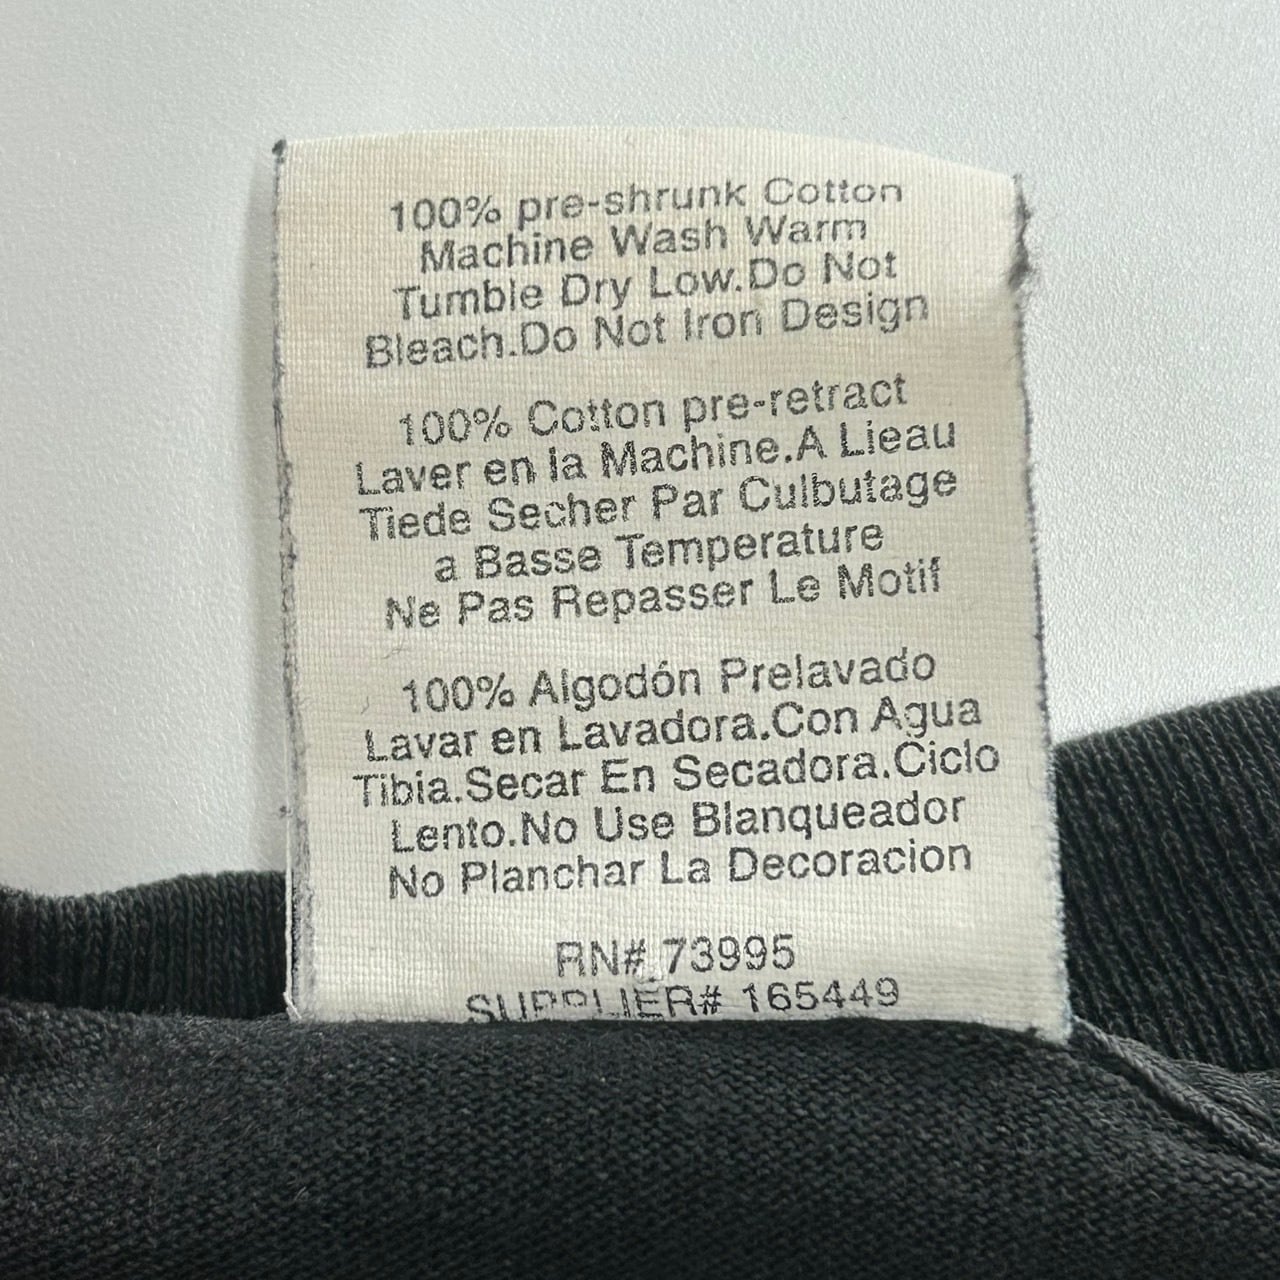 100% pre-shrunk Cotton
Machine Wash Warm
Tumble Dry Low.Do Not
Bleach.Do Not Iron Design
100% Cotton pre-retract
Laver en la Machine.A Lieau
Tiede Secher Par Culbutage
a Basse Temperature
Ne Pas Repasser Le Motif
100% Algodón Prelavado
Lavar en Lavadora.Con Agua
Tibia.Secar En Secadora.Ciclo
Lento.No Use Blanqueador
No Planchar La Decoracion
RN# 73995
SUPPLIER# 165449